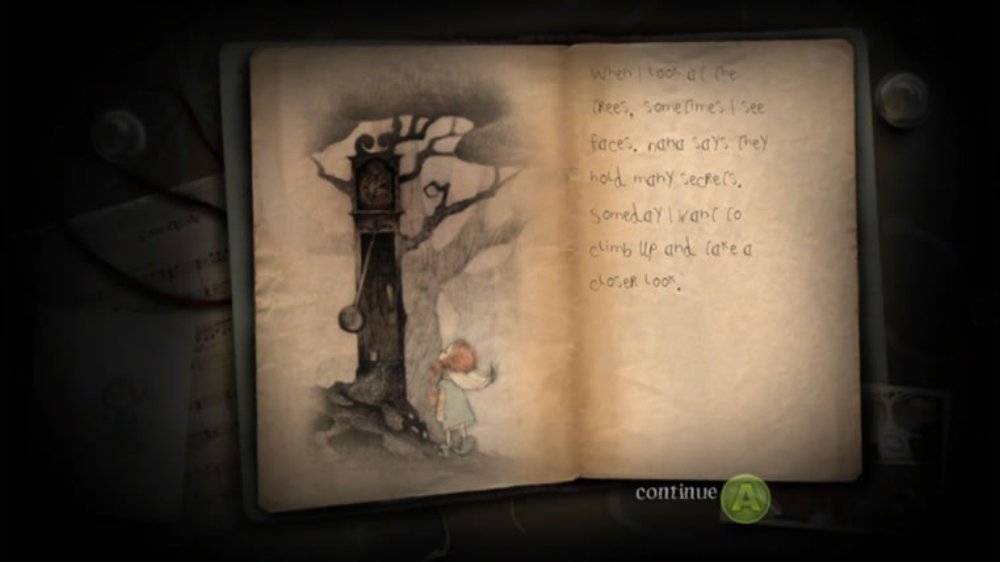 When I look at the
trees, sometimes I see
faces. nana says they
hold many secrets.
someday I want to
climb up and take a
closer look.
continue A